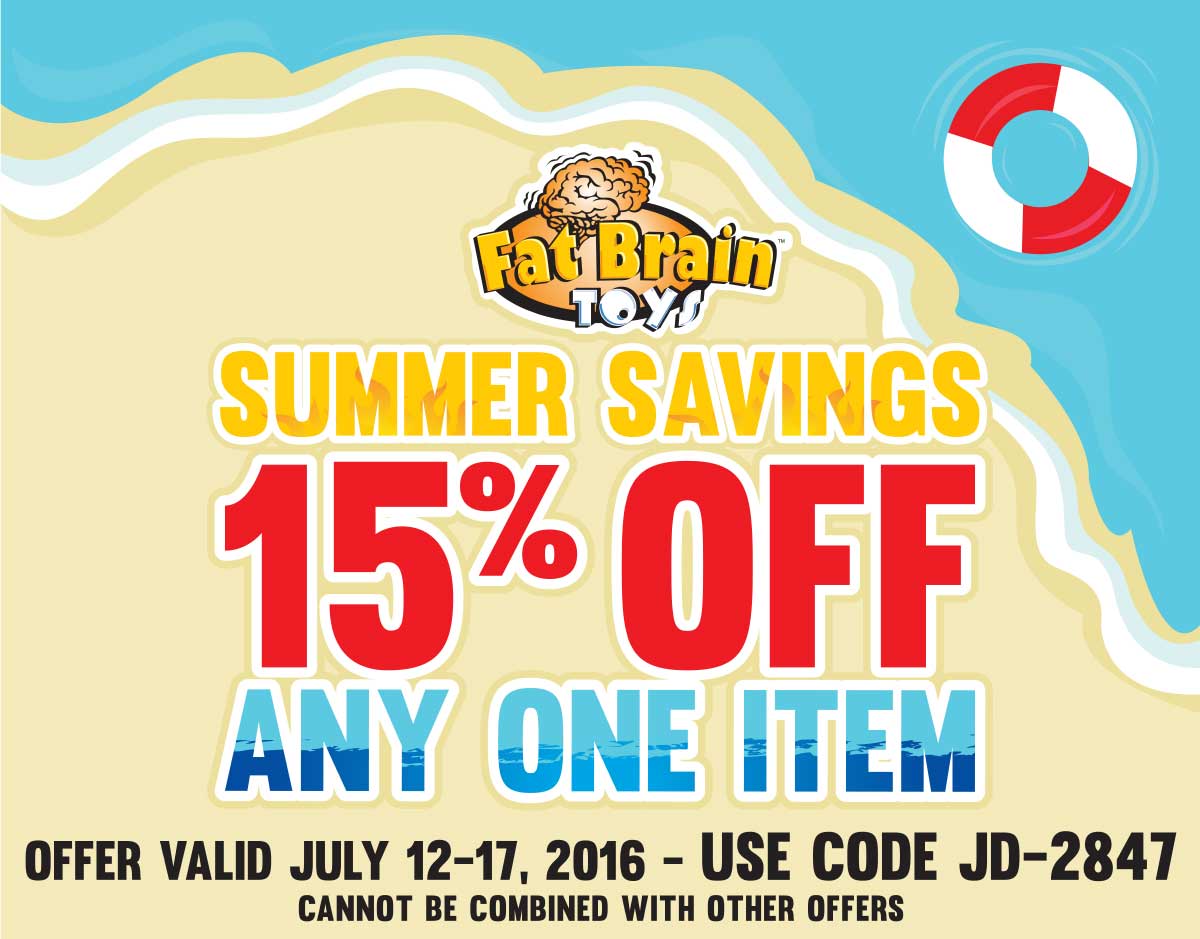 Fat Brain™
TOYS
SUMMER SAVINGS
15% OFF
ANY ONE ITEM
OFFER VALID JULY 12-17, 2016 - USE CODE JD-2847
CANNOT BE COMBINED WITH OTHER OFFERS